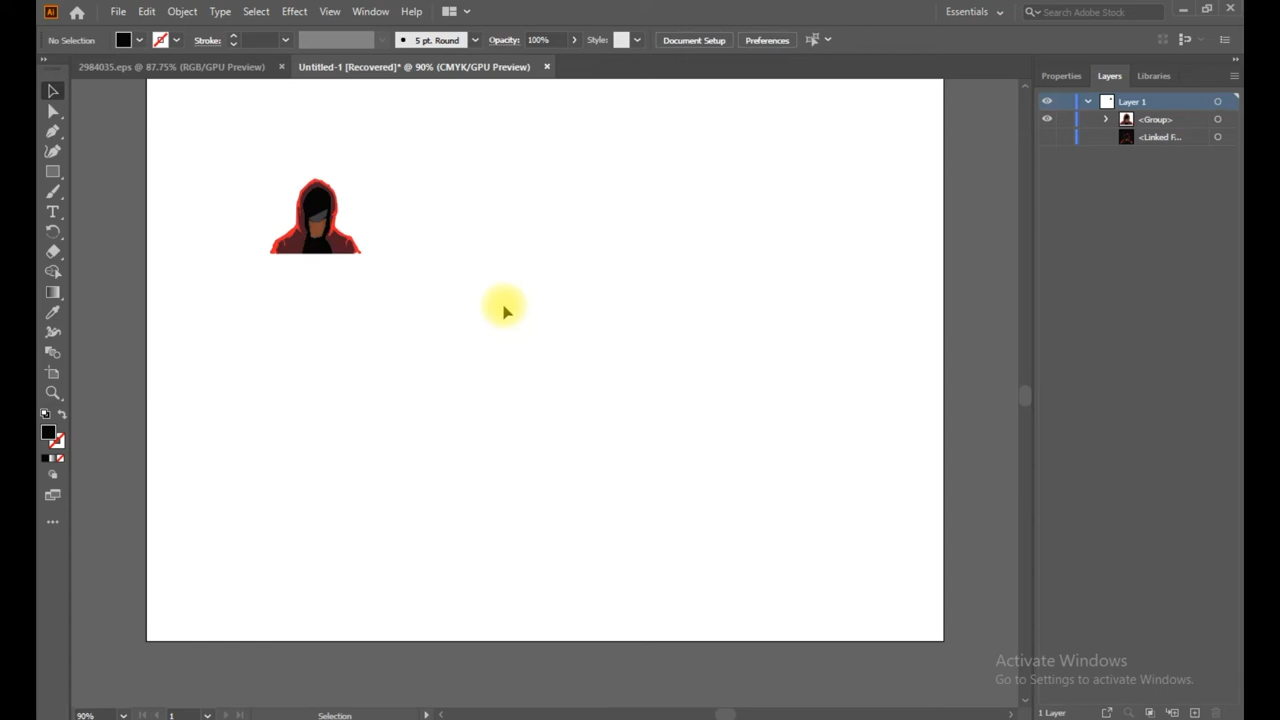 Ai File Edit Object Type Select Effect View Window Help Essentials Search Adobe Stock
No Selection Stroke: 5 pt. Round Opacity: 100% Style: Document Setup Preferences
2984035.eps @ 87.75% (RGB/GPU Preview) Untitled-1 [Recovered]* @ 90% (CMYK/GPU Preview)
Properties Layers Libraries
Layer 1
<Group>
<Linked F...
Activate Windows
Go to Settings to activate Windows.
90% 1 Selection 1 Layer